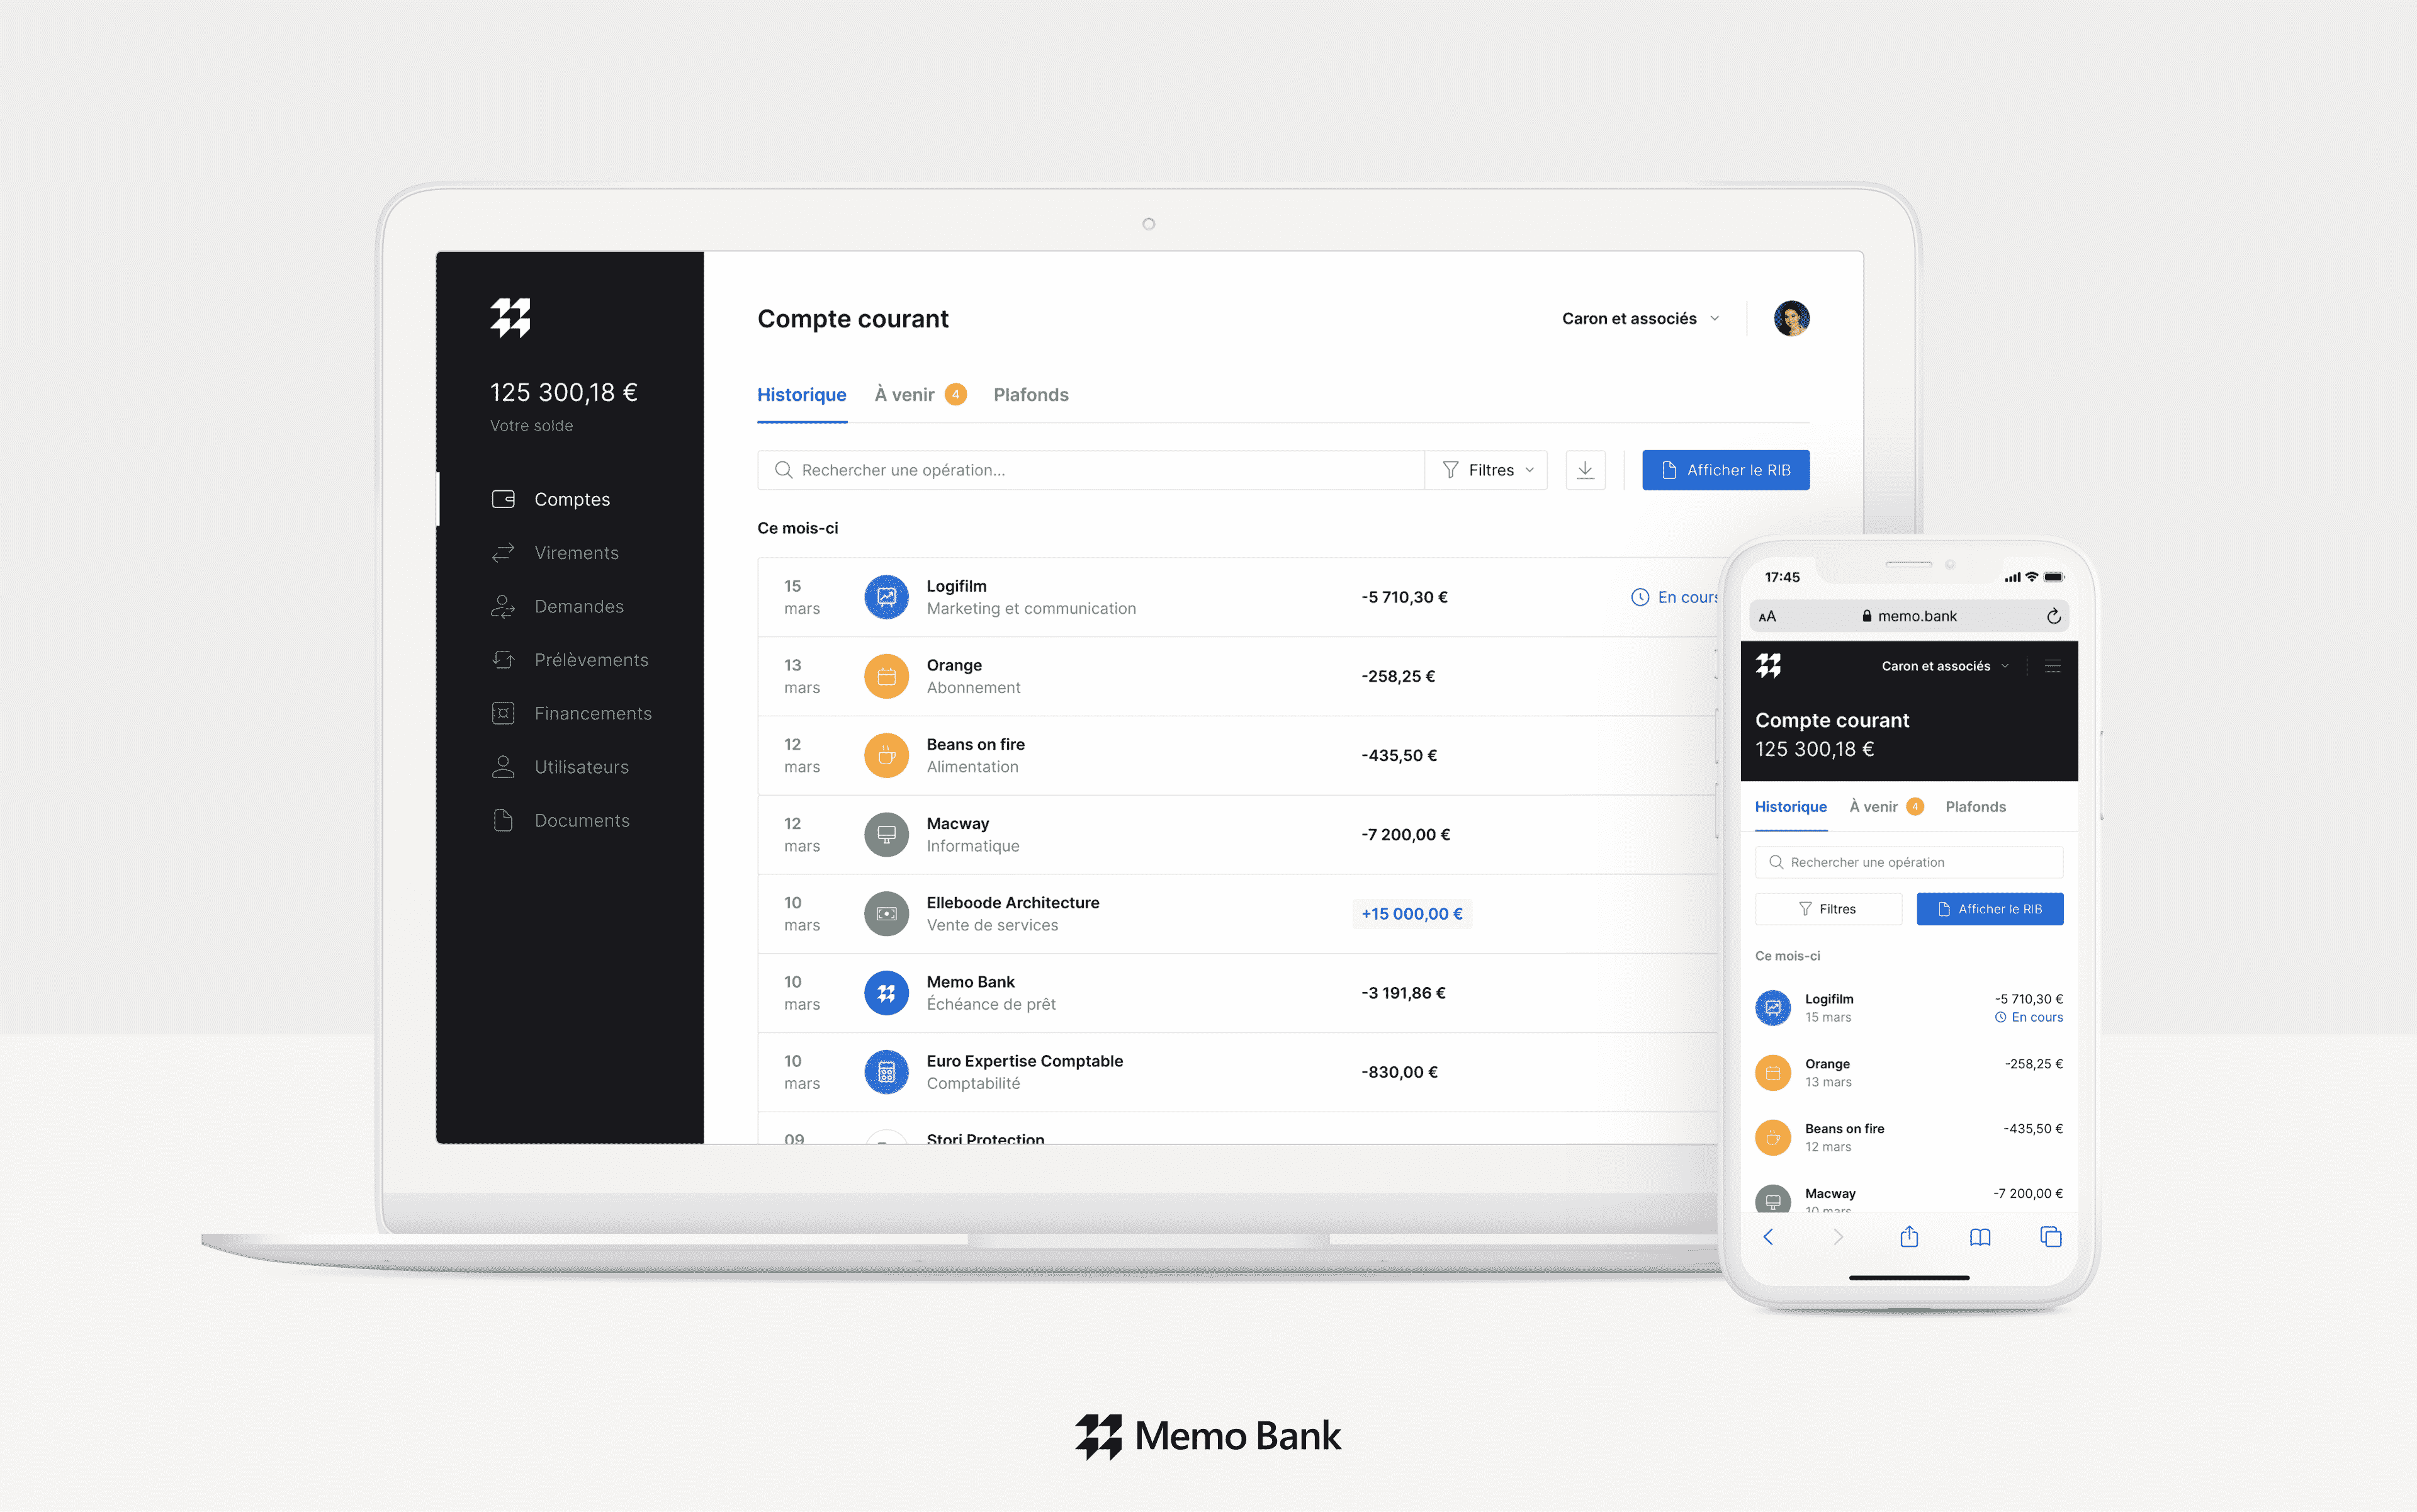 125 300,18 €
Votre solde
Comptes
Virements
Demandes
Prélèvements
Financements
Utilisateurs
Documents
Compte courant
Caron et associés
Historique À venir 4 Plafonds
Rechercher une opération...
Filtres
Afficher le RIB
Ce mois-ci
15 mars
Logifilm
Marketing et communication
-5 710,30 €
En cours
13 mars
Orange
Abonnement
-258,25 €
12 mars
Beans on fire
Alimentation
-435,50 €
12 mars
Macway
Informatique
-7 200,00 €
10 mars
Elleboode Architecture
Vente de services
+15 000,00 €
10 mars
Memo Bank
Échéance de prêt
-3 191,86 €
10 mars
Euro Expertise Comptable
Comptabilité
-830,00 €
09
Stori Protection
17:45
AA memo.bank
Caron et associés
Compte courant
125 300,18 €
Historique À venir 4 Plafonds
Rechercher une opération
Filtres
Afficher le RIB
Ce mois-ci
Logifilm -5 710,30 €
15 mars En cours
Orange -258,25 €
13 mars
Beans on fire -435,50 €
12 mars
Macway -7 200,00 €
10 mars
Memo Bank